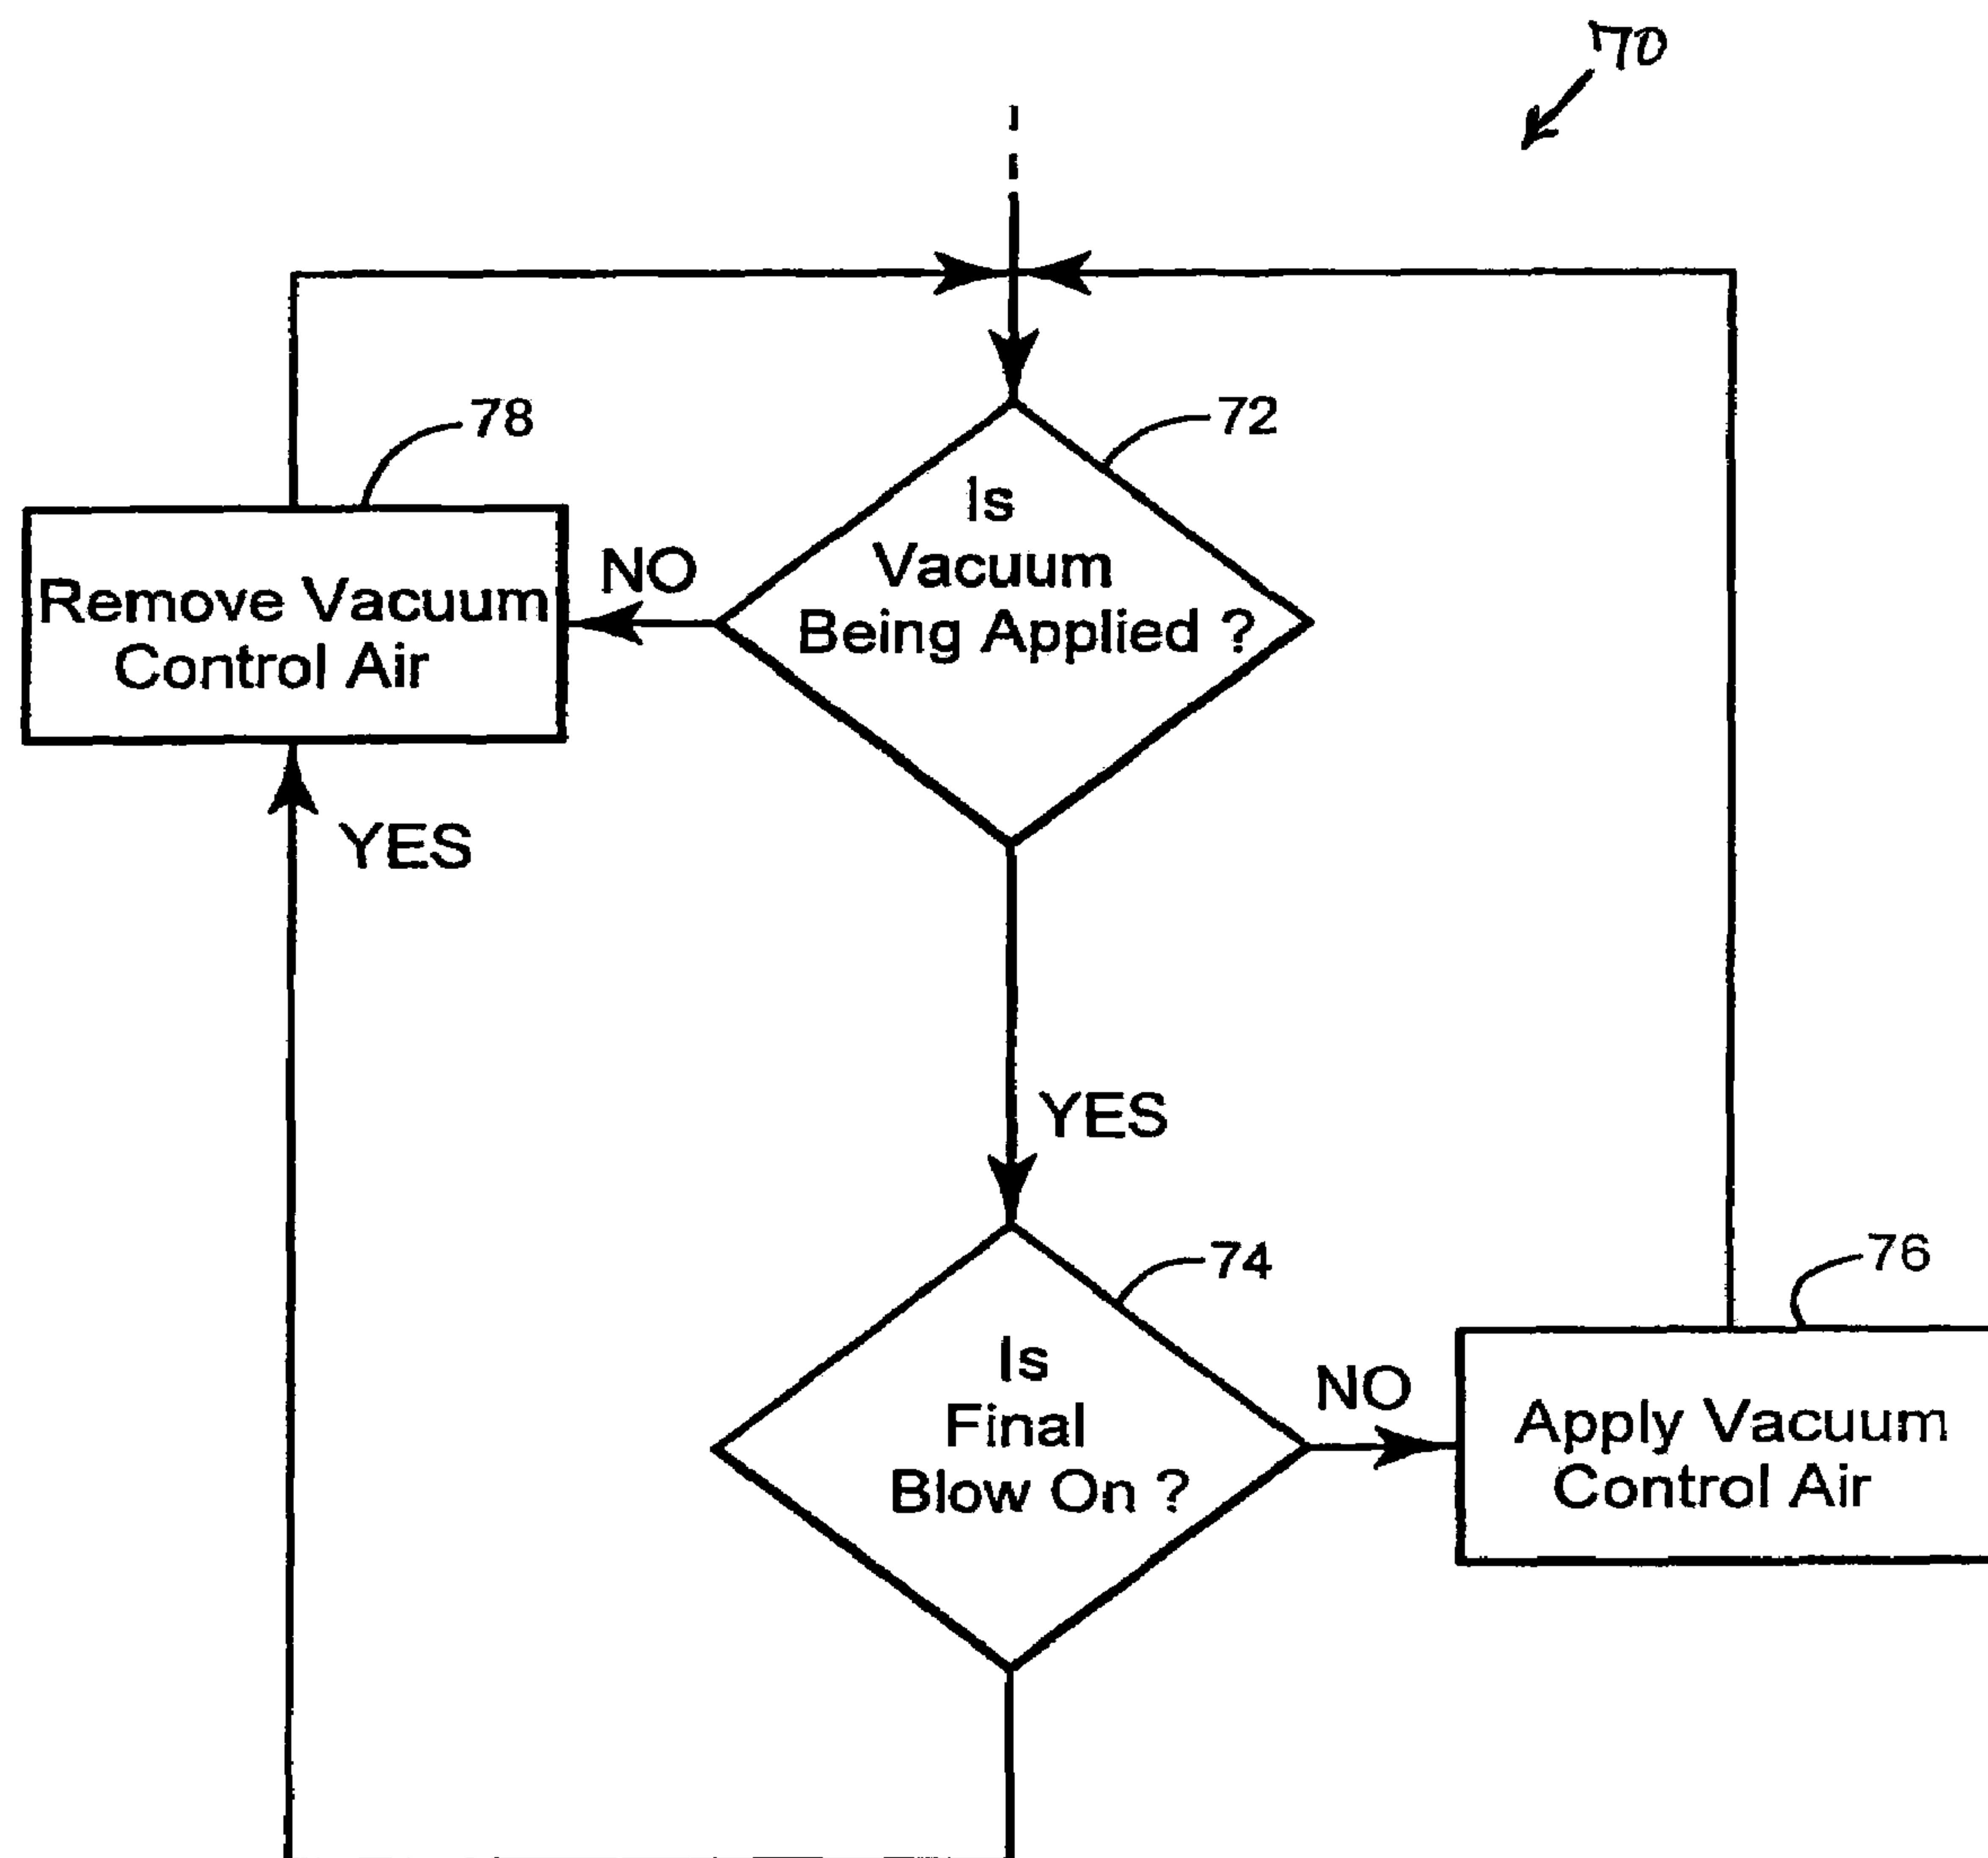 70
78
72
Is
Vacuum
Being Applied ?
NO
Remove Vacuum
Control Air
YES
YES
74
76
Is
Final
Blow On ?
NO
Apply Vacuum
Control Air